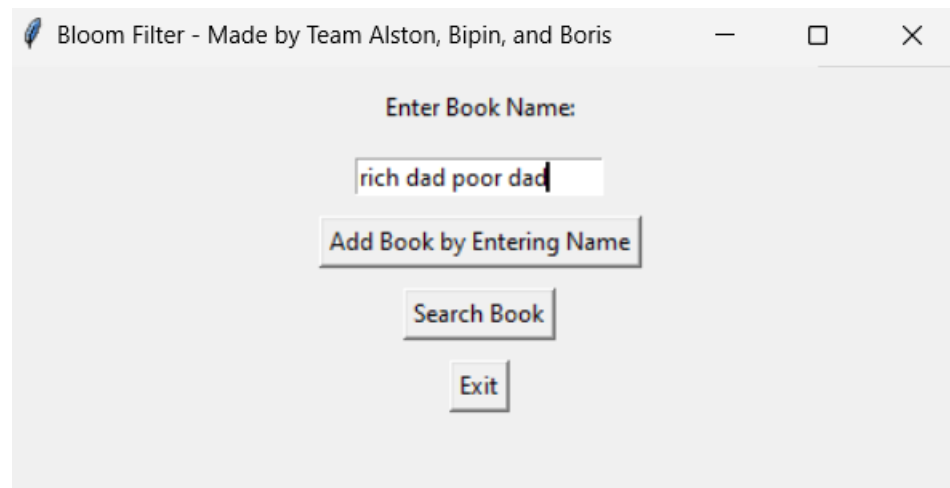 Bloom Filter - Made by Team Alston, Bipin, and Boris
Enter Book Name:
rich dad poor dad
Add Book by Entering Name
Search Book
Exit